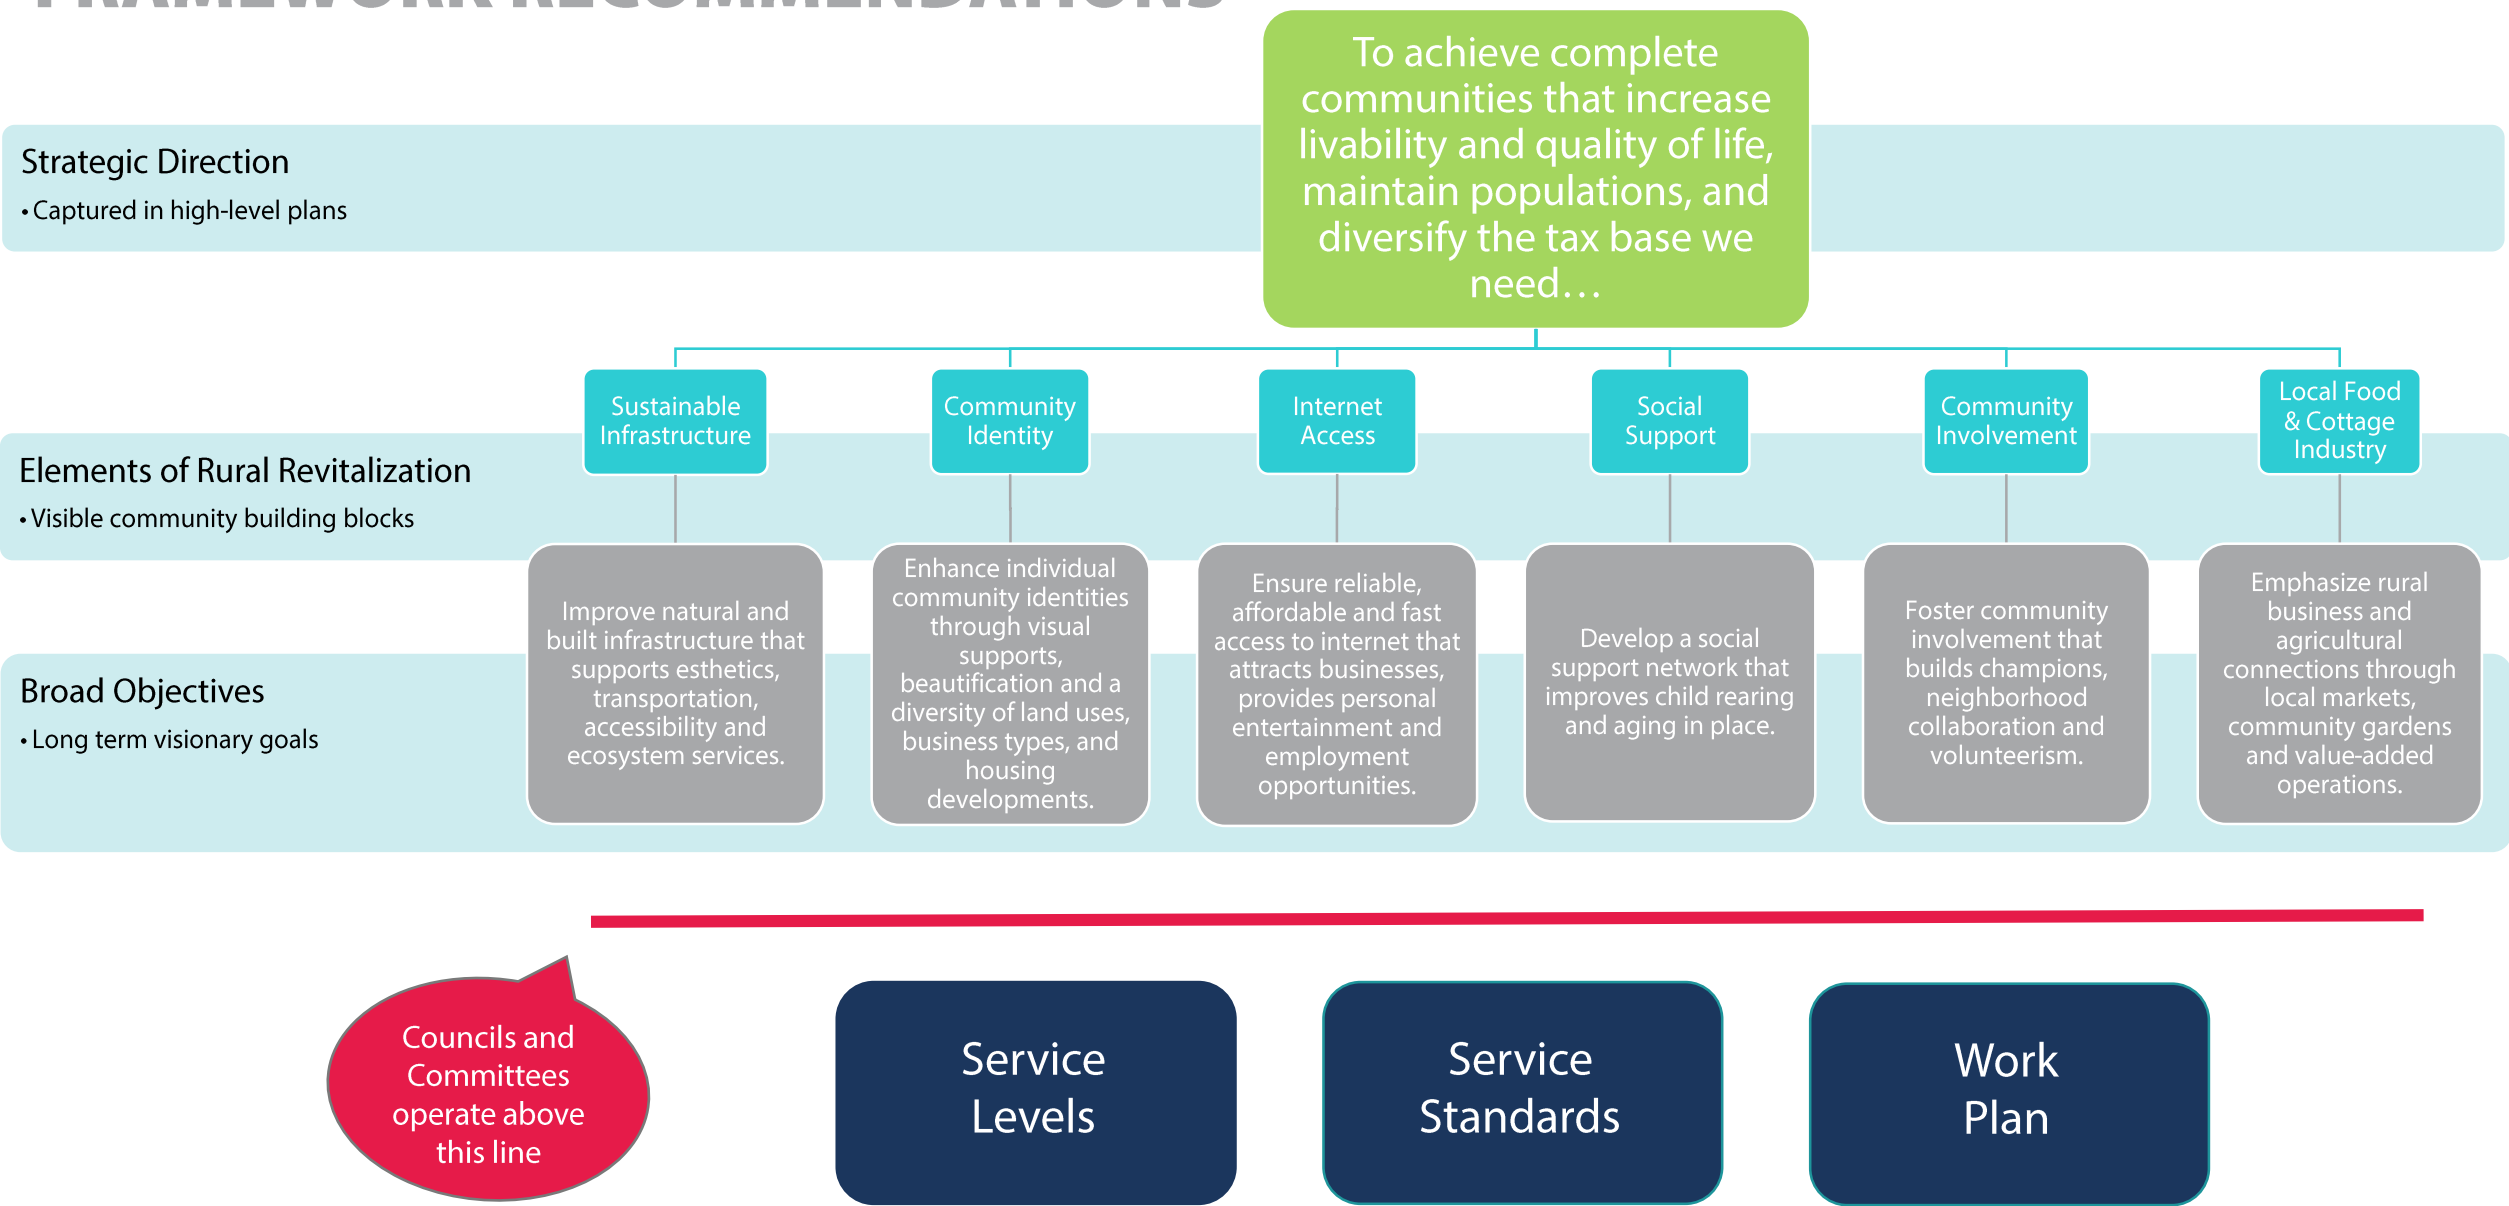 FRAMEWORK RECOMMENDATIONS
To achieve complete
communities that increase
livability and quality of life,
maintain populations, and
diversify the tax base we
need…
Strategic Direction
• Captured in high-level plans
Elements of Rural Revitalization
• Visible community building blocks
Sustainable
Infrastructure
Community
Identity
Internet
Access
Social
Support
Community
Involvement
Local Food
& Cottage
Industry
Broad Objectives
• Long term visionary goals
Improve natural and
built infrastructure that
supports esthetics,
transportation,
accessibility and
ecosystem services.
Enhance individual
community identities
through visual
supports,
beautification and a
diversity of land uses,
business types, and
housing
developments.
Ensure reliable,
affordable and fast
access to internet that
attracts businesses,
provides personal
entertainment and
employment
opportunities.
Develop a social
support network that
improves child rearing
and aging in place.
Foster community
involvement that
builds champions,
neighborhood
collaboration and
volunteerism.
Emphasize rural
business and
agricultural
connections through
local markets,
community gardens
and value-added
operations.
Councils and
Committees
operate above
this line
Service
Levels
Service
Standards
Work
Plan